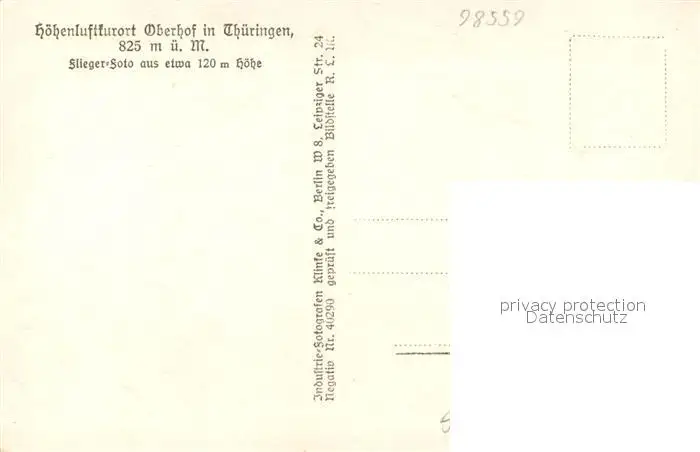 Höhenluftkurort Oberhof in Thüringen,
825 m ü. M.
Flieger-Foto aus etwa 120 m Höhe
98559
Industrie-Fotografen Klinke & Co., Berlin W 8, Leipziger Str. 24
Negativ Nr. 40290 geprüft und freigegeben Bildstelle R. L. M.
privacy protection
Datenschutz